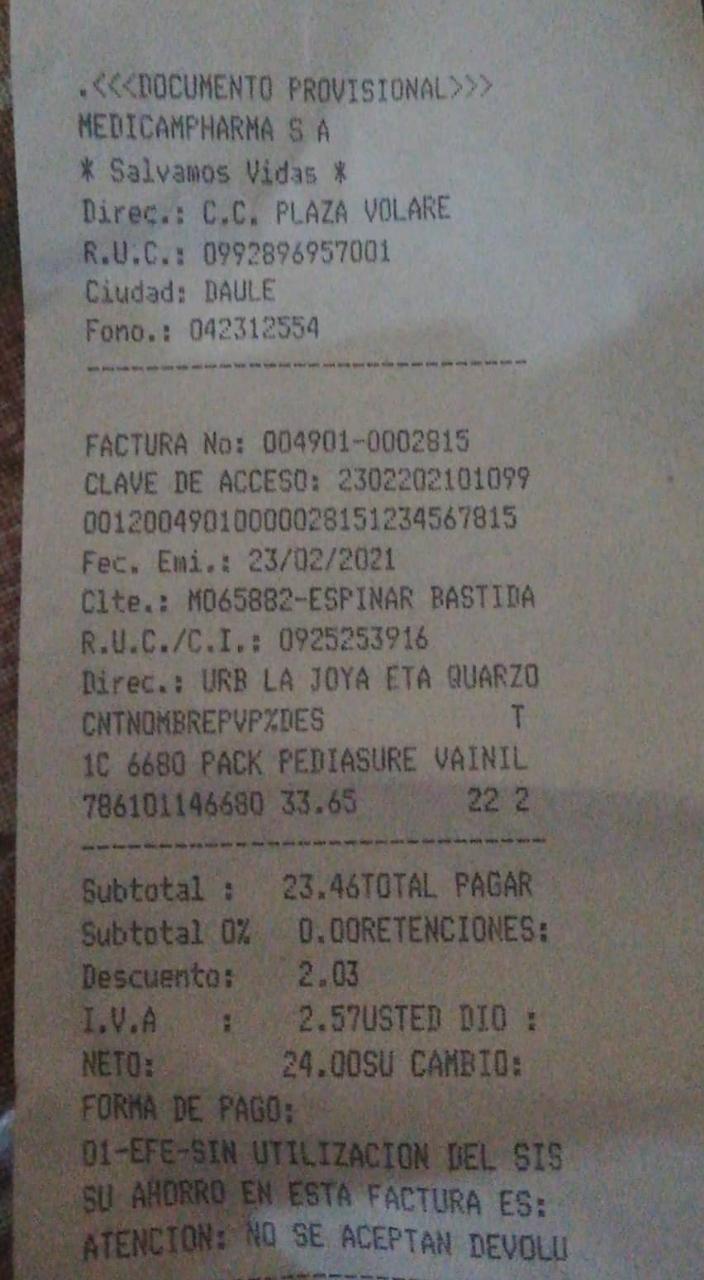 .<<<DOCUMENTO PROVISIONAL>>>
MEDICAMPHARMA S A
* Salvamos Vidas *
Direc.: C.C. PLAZA VOLARE
R.U.C.: 0992896957001
Ciudad: DAULE
Fono.: 042312554
------------------------------
FACTURA No: 004901-0002815
CLAVE DE ACCESO: 2302202101099
0012004901000002815123456​7815
Fec. Emi.: 23/02/2021
Clte.: M065882-ESPINAR BASTIDA
R.U.C./C.I.: 0925253916
Direc.: URB LA JOYA ETA QUARZO
CNTNOMBREPVP%DES T
1C 6680 PACK PEDIASURE VAINIL
786101146680 33.65 22 2
------------------------------
Subtotal : 23.46TOTAL PAGAR
Subtotal 0% 0.00RETENCIONES:
Descuento: 2.03
I.V.A : 2.57USTED DIO :
NETO: 24.00SU CAMBIO:
FORMA DE PAGO:
01-EFE-SIN UTILIZACION DEL SIS
SU AHORRO EN ESTA FACTURA ES:
ATENCION: NO SE ACEPTAN DEVOLU
------------------------------